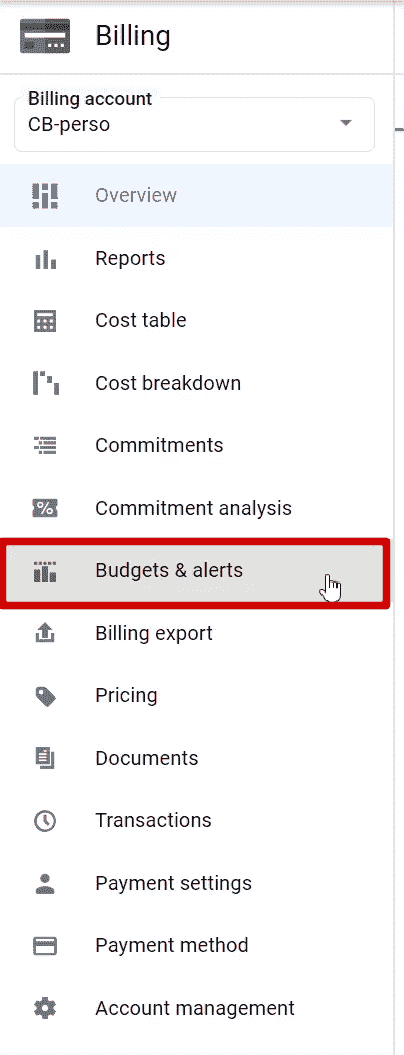 Billing
Billing account
CB-perso
Overview
Reports
Cost table
Cost breakdown
Commitments
Commitment analysis
Budgets & alerts
Billing export
Pricing
Documents
Transactions
Payment settings
Payment method
Account management